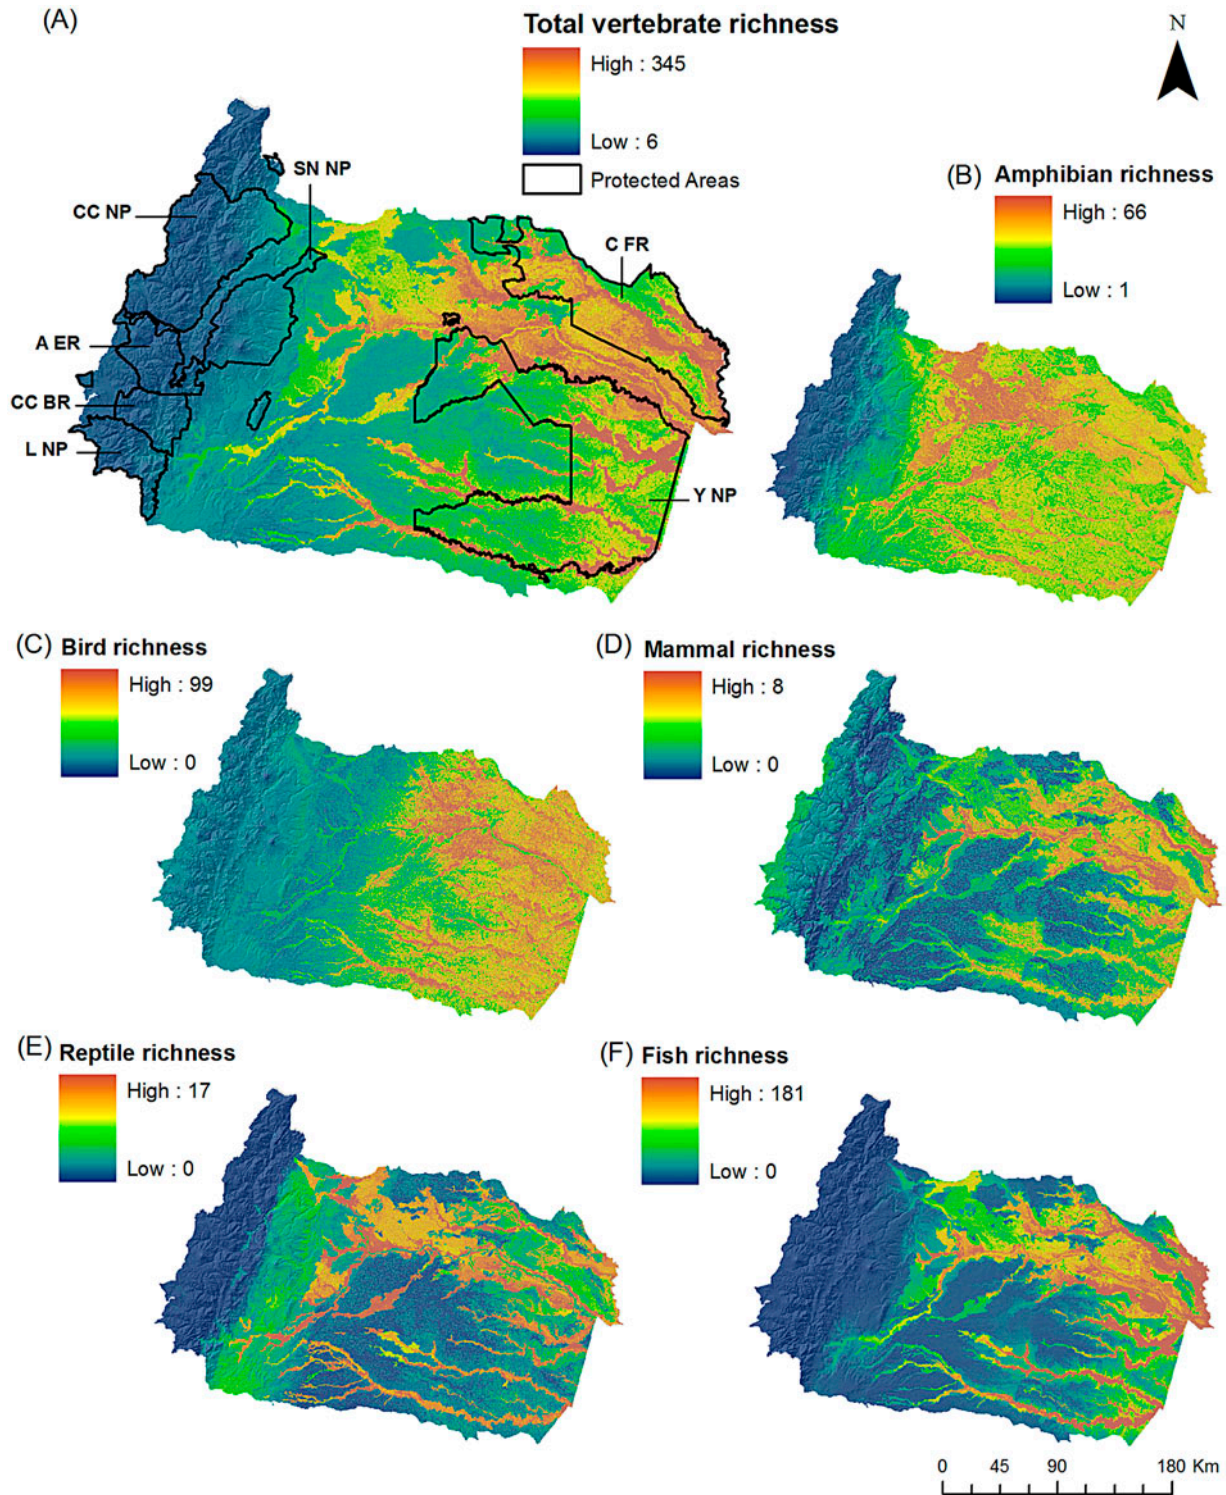 (A)
Total vertebrate richness
High : 345
Low : 6
Protected Areas
N
SN NP
CC NP
C FR
A ER
CC BR
L NP
Y NP
(B) Amphibian richness
High : 66
Low : 1
(C) Bird richness
High : 99
Low : 0
(D) Mammal richness
High : 8
Low : 0
(E) Reptile richness
High : 17
Low : 0
(F) Fish richness
High : 181
Low : 0
0 45 90 180 Km